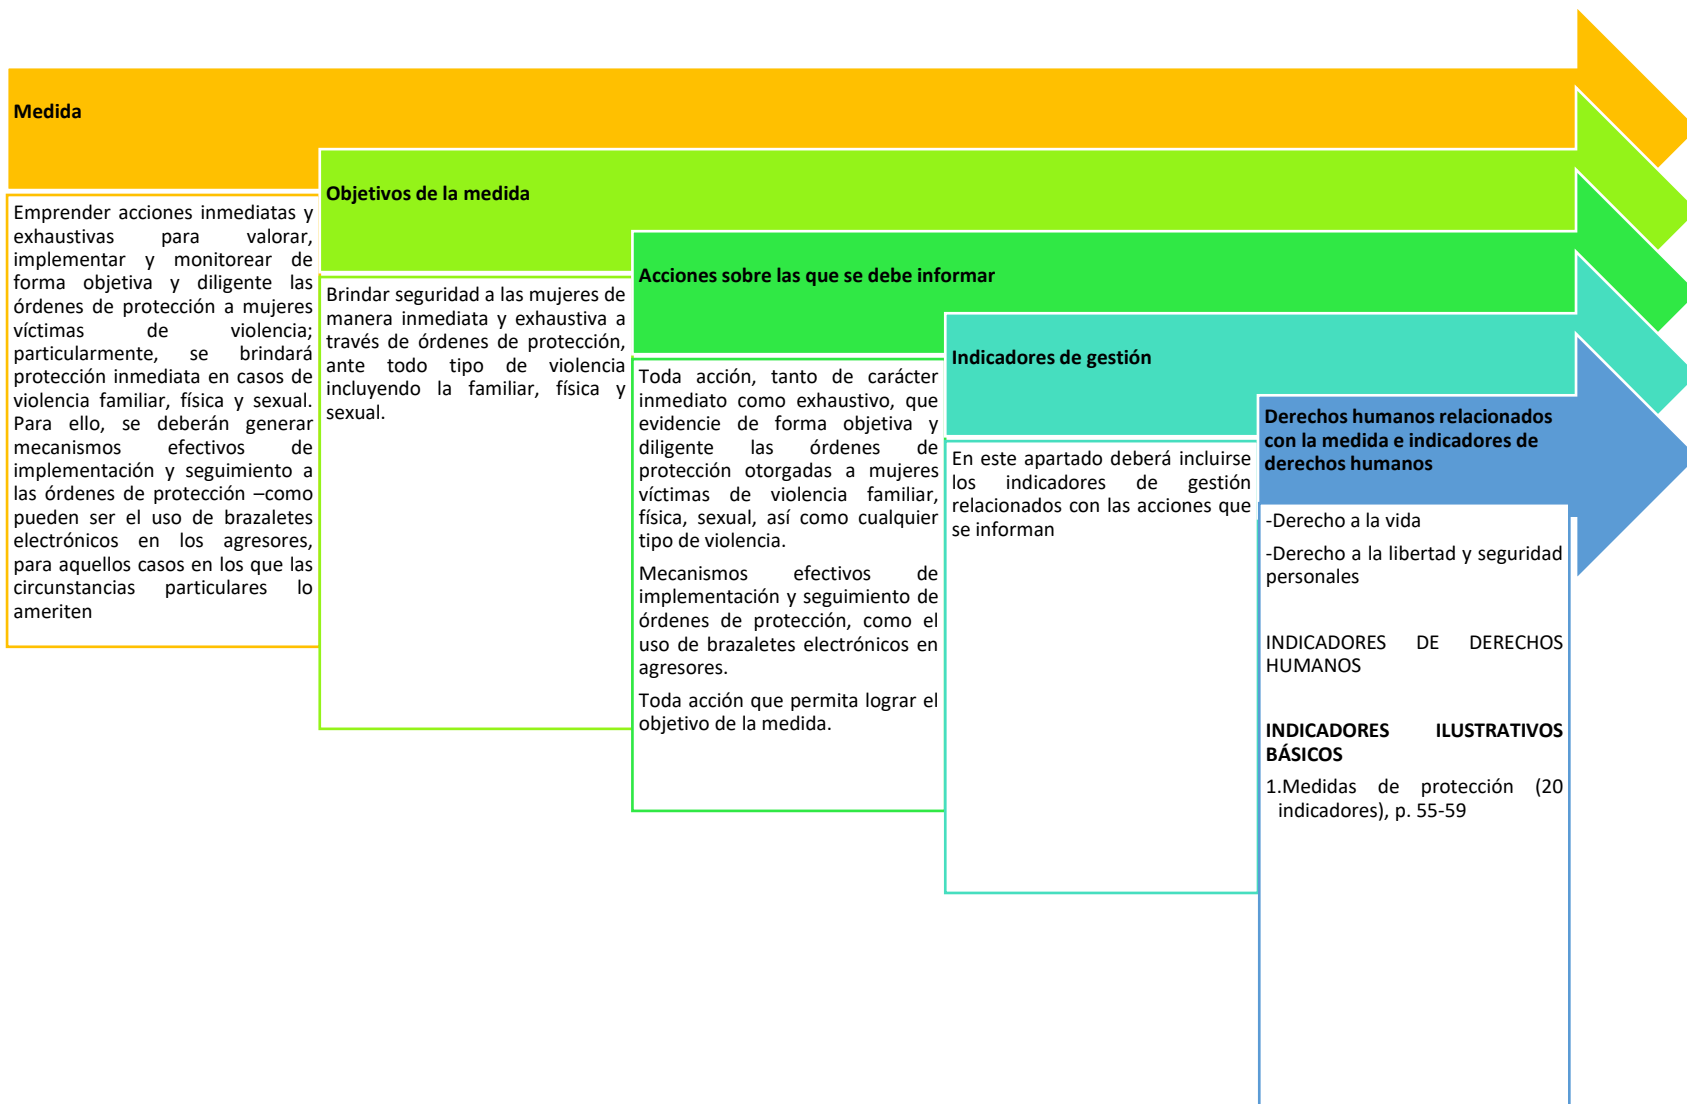 Medida
Emprender acciones inmediatas y
exhaustivas para valorar,
implementar y monitorear de
forma objetiva y diligente las
órdenes de protección a mujeres
víctimas de violencia;
particularmente, se brindará
protección inmediata en casos de
violencia familiar, física y sexual.
Para ello, se deberán generar
mecanismos efectivos de
implementación y seguimiento a
las órdenes de protección –como
pueden ser el uso de brazaletes
electrónicos en los agresores,
para aquellos casos en los que las
circunstancias particulares lo
ameriten
Objetivos de la medida
Brindar seguridad a las mujeres de
manera inmediata y exhaustiva a
través de órdenes de protección,
ante todo tipo de violencia
incluyendo la familiar, física y
sexual.
Acciones sobre las que se debe informar
Toda acción, tanto de carácter
inmediato como exhaustivo, que
evidencie de forma objetiva y
diligente las órdenes de
protección otorgadas a mujeres
víctimas de violencia familiar,
física, sexual, así como cualquier
tipo de violencia.
Mecanismos efectivos de
implementación y seguimiento de
órdenes de protección, como el
uso de brazaletes electrónicos en
agresores.
Toda acción que permita lograr el
objetivo de la medida.
Indicadores de gestión
En este apartado deberá incluirse
los indicadores de gestión
relacionados con las acciones que
se informan
Derechos humanos relacionados
con la medida e indicadores de
derechos humanos
-Derecho a la vida
-Derecho a la libertad y seguridad
personales
INDICADORES DE DERECHOS
HUMANOS
INDICADORES ILUSTRATIVOS
BÁSICOS
1.Medidas de protección (20
indicadores), p. 55-59